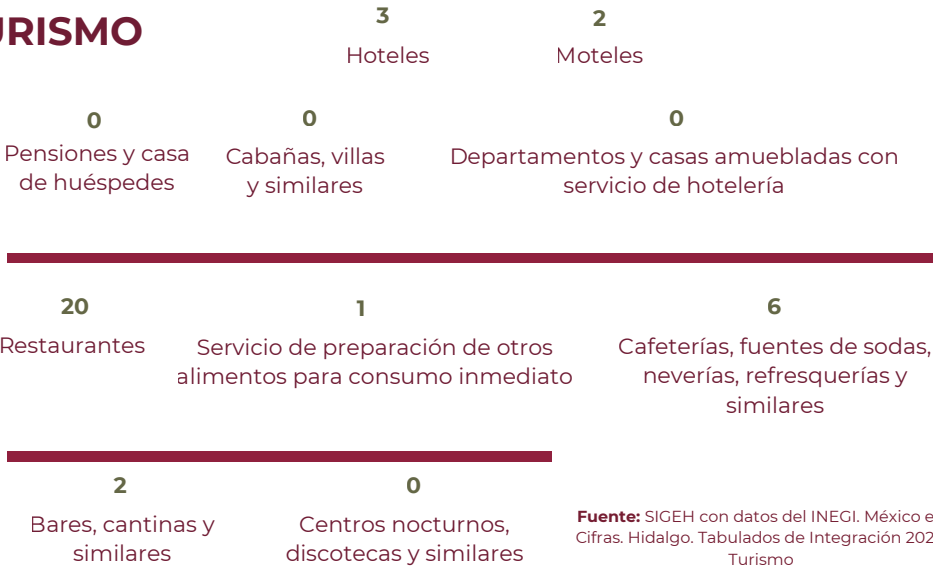 URISMO
3
Hoteles
2
Moteles
0
Pensiones y casa
de huéspedes
0
Cabañas, villas
y similares
0
Departamentos y casas amuebladas con
servicio de hotelería
20
Restaurantes
1
Servicio de preparación de otros
alimentos para consumo inmediato
6
Cafeterías, fuentes de sodas,
neverías, refresquerías y
similares
2
Bares, cantinas y
similares
0
Centros nocturnos,
discotecas y similares
Fuente: SIGEH con datos del INEGI. México e
Cifras. Hidalgo. Tabulados de Integración 202
Turismo